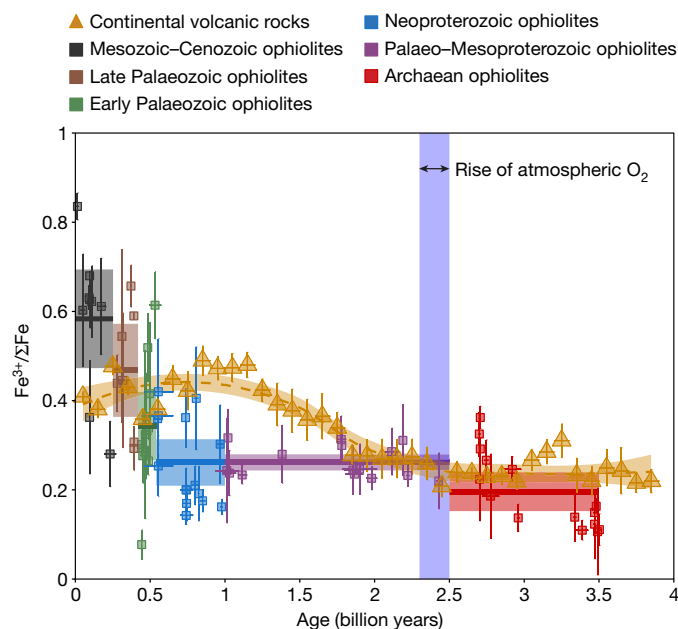 Continental volcanic rocks
Mesozoic–Cenozoic ophiolites
Late Palaeozoic ophiolites
Early Palaeozoic ophiolites
Neoproterozoic ophiolites
Palaeo–Mesoproterozoic ophiolites
Archaean ophiolites
1
0.8
0.6
0.4
0.2
0
Fe³⁺/ΣFe
Rise of atmospheric O₂
0 0.5 1 1.5 2 2.5 3 3.5 4
Age (billion years)